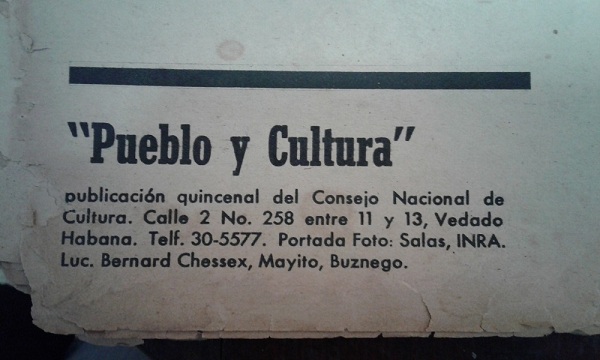 "Pueblo y Cultura"
publicación quincenal del Consejo Nacional de
Cultura. Calle 2 No. 258 entre 11 y 13, Vedado
Habana. Telf. 30-5577. Portada Foto: Salas, INRA.
Luc. Bernard Chessex, Mayito, Buznego.